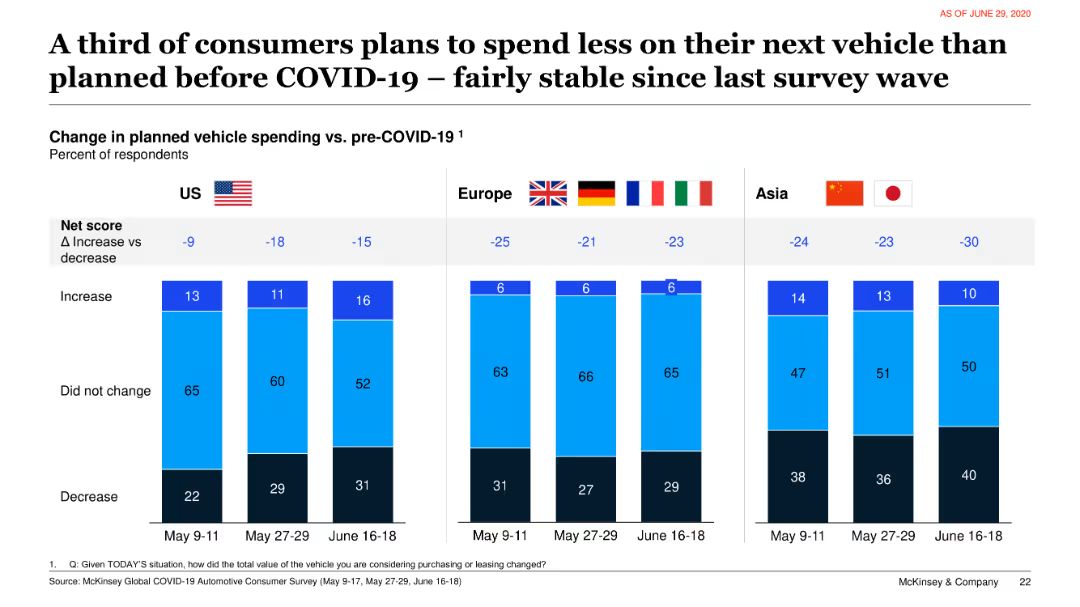 AS OF JUNE 29, 2020
A third of consumers plans to spend less on their next vehicle than
planned before COVID-19 – fairly stable since last survey wave
Change in planned vehicle spending vs. pre-COVID-19 1
Percent of respondents
US
Europe
Asia
Net score
Δ Increase vs
decrease
-9 -18 -15 -25 -21 -23 -24 -23 -30
Increase
13 11 16 6 6 6 14 13 10
Did not change
65 60 52 63 66 65 47 51 50
Decrease
22 29 31 31 27 29 38 36 40
May 9-11 May 27-29 June 16-18 May 9-11 May 27-29 June 16-18 May 9-11 May 27-29 June 16-18
1. Q: Given TODAY'S situation, how did the total value of the vehicle you are considering purchasing or leasing changed?
Source: McKinsey Global COVID-19 Automotive Consumer Survey (May 9-17, May 27-29, June 16-18)
McKinsey & Company 22